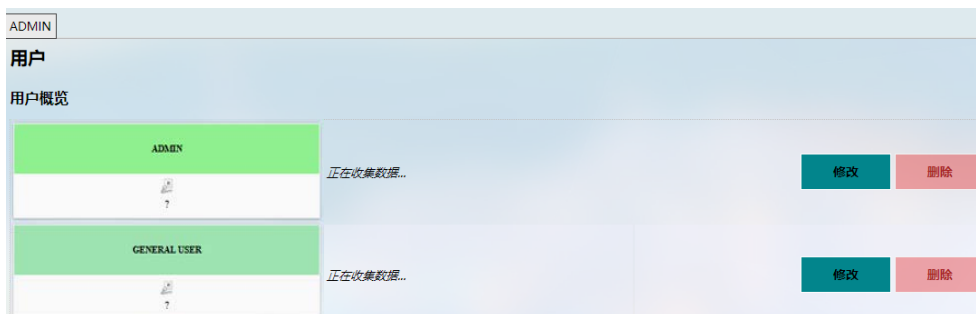 ADMIN
用户
用户概览
ADMIN
?
正在收集数据...
修改
删除
GENERAL USER
?
正在收集数据...
修改
删除